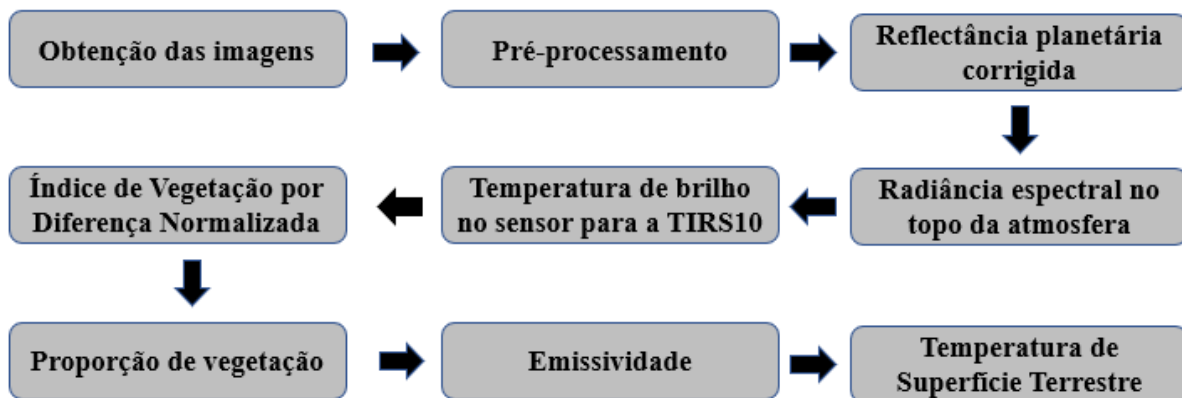 Obtenção das imagens
Pré-processamento
Reflectância planetária
corrigida
Radiância espectral no
topo da atmosfera
Temperatura de brilho
no sensor para a TIRS10
Índice de Vegetação por
Diferença Normalizada
Proporção de vegetação
Emissividade
Temperatura de
Superfície Terrestre